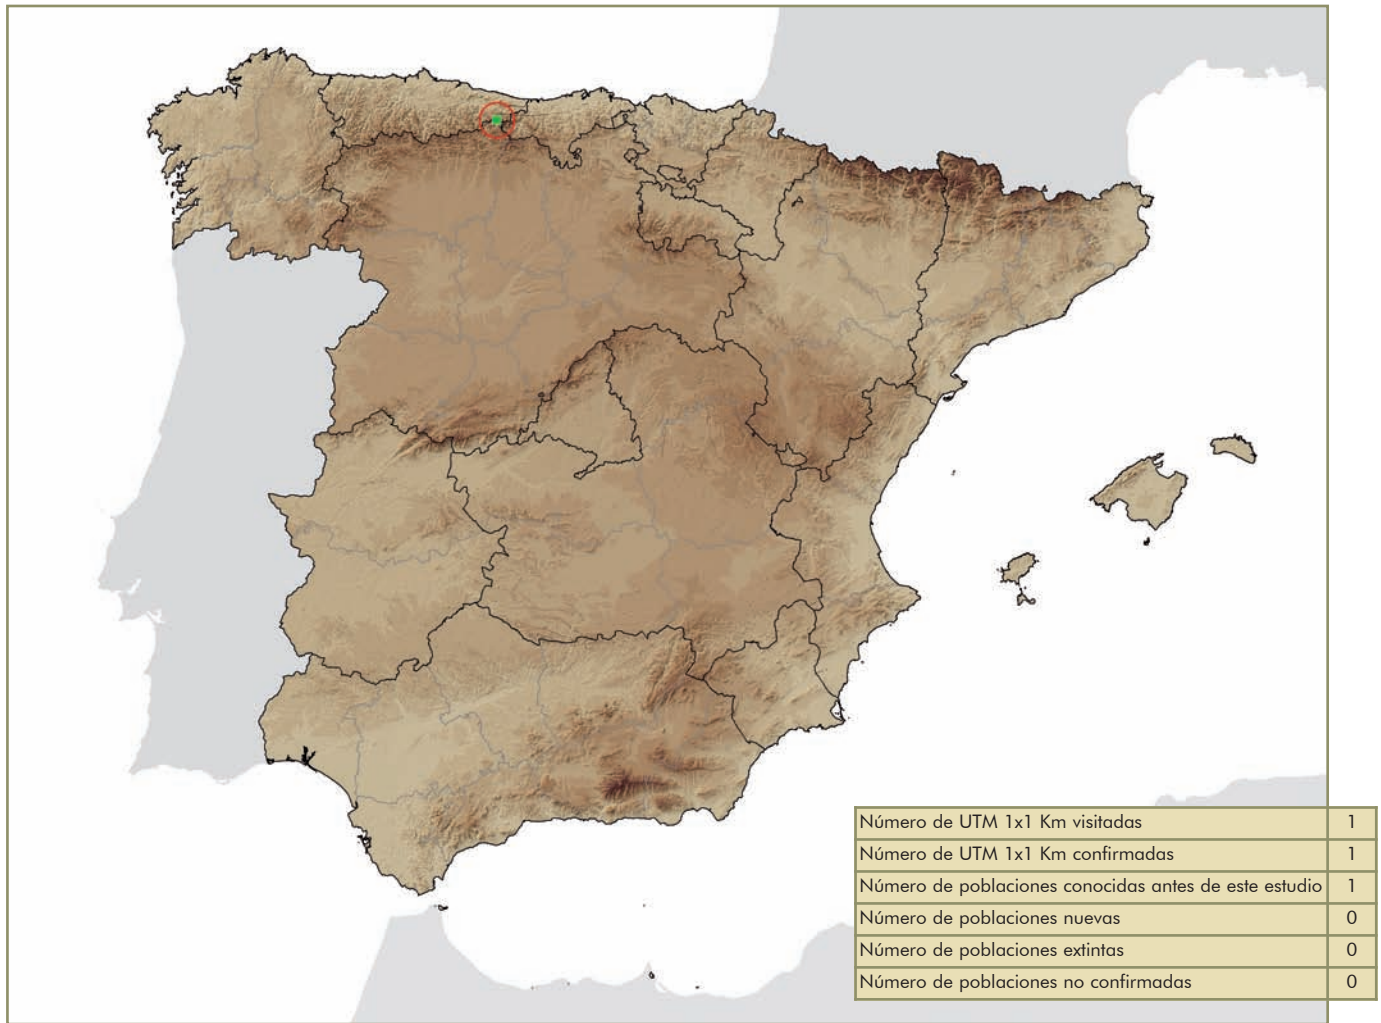 Número de UTM 1x1 Km visitadas 1
Número de UTM 1x1 Km confirmadas 1
Número de poblaciones conocidas antes de este estudio 1
Número de poblaciones nuevas 0
Número de poblaciones extintas 0
Número de poblaciones no confirmadas 0